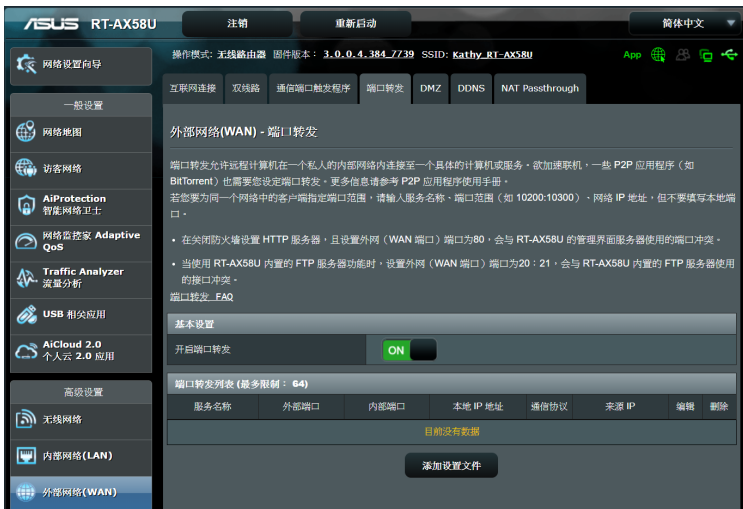 ASUS RT-AX58U 注销 重新启动 简体中文
操作模式: 无线路由器 固件版本： 3.0.0.4.384_7739 SSID: Kathy_RT-AX58U App
网络设置向导
互联网连接 双线路 通信端口触发程序 端口转发 DMZ DDNS NAT Passthrough
一般设置
网络地图
访客网络
AiProtection
智能网络卫士
网络监控家 Adaptive
QoS
Traffic Analyzer
流量分析
USB 相关应用
AiCloud 2.0
个人云 2.0 应用
高级设置
无线网络
内部网络(LAN)
外部网络(WAN)
外部网络(WAN) - 端口转发
端口转发允许远程计算机在一个私人的内部网络内连接至一个具体的计算机或服务。欲加速联机，一些 P2P 应用程序（如
BitTorrent）也需要您设定端口转发。更多信息请参考 P2P 应用程序使用手册。
若您要为同一个网络中的客户端指定端口范围，请输入服务名称、端口范围（如 10200:10300）、网络 IP 地址，但不要填写本地端
口。
• 在关闭防火墙设置 HTTP 服务器，且设置外网（WAN 端口）端口为80，会与 RT-AX58U 的管理界面服务器使用的端口冲突。
• 当使用 RT-AX58U 内置的 FTP 服务器功能时，设置外网（WAN 端口）端口为20：21，会与 RT-AX58U 内置的 FTP 服务器使用
的接口冲突。
端口转发 FAQ
基本设置
开启端口转发 ON
端口转发列表 (最多限制： 64)
服务名称 外部端口 内部端口 本地 IP 地址 通信协议 来源 IP 编辑 删除
目前没有数据
添加设置文件